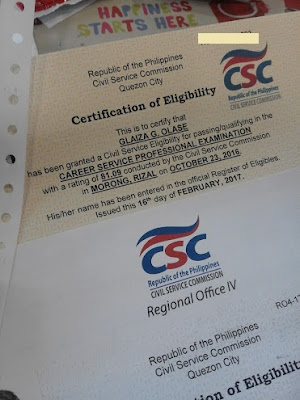 HAPPINESS
STARTS HERE
Republic of the Philippines
Civil Service Commission
Quezon City
CSC
Republic of the Philippines
CIVIL SERVICE COMMISSION
Certification of Eligibility
This is to certify that
GLAIZA G. OLASE
has been granted a Civil Service Eligibility for passing/qualifying in the
CAREER SERVICE PROFESSIONAL EXAMINATION
with a rating of 81.09 conducted by the Civil Service Commission
in MORONG, RIZAL on OCTOBER 23, 2016.
His/her name has been entered in the official Register of Eligibles.
Issued this 16th day of FEBRUARY, 2017.
CSC
Republic of the Philippines
CIVIL SERVICE COMMISSION
Regional Office IV
RO4-17
Republic of the Philippines
Civil Service Commission
Quezon City
on of Eligibility